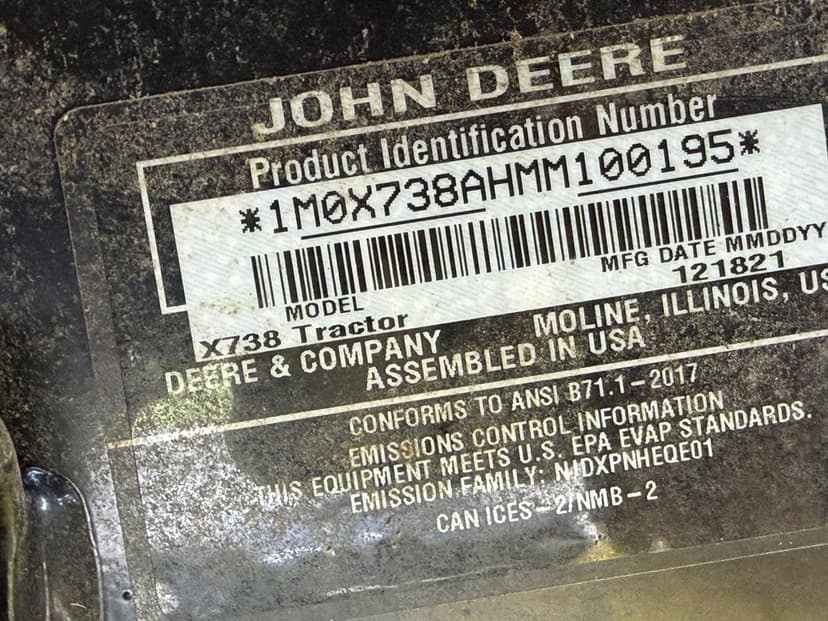 JOHN DEERE
Product Identification Number
*1M0X738AHMM100195*
MFG DATE MMDDYY
MODEL 121821
X738 Tractor
DEERE & COMPANY MOLINE, ILLINOIS,
ASSEMBLED IN USA
CONFORMS TO ANSI B71.1-2017
EMISSIONS CONTROL INFORMATION
THIS EQUIPMENT MEETS U.S. EPA EVAP STANDARDS.
EMISSION FAMILY:
CAN ICES-2/NMB-2